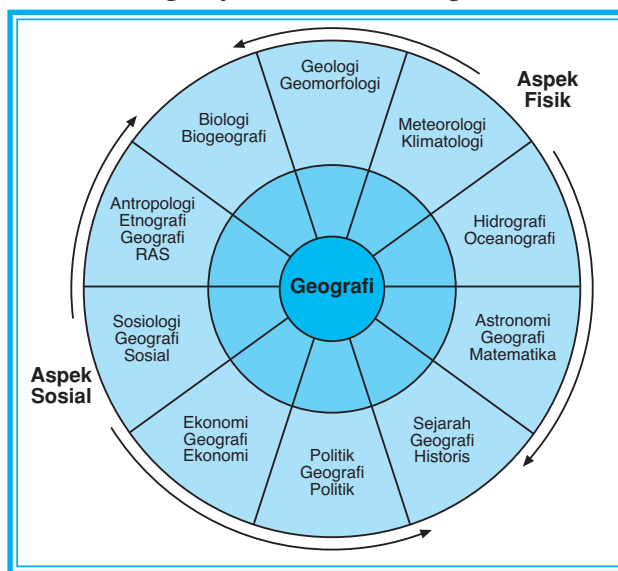 Geologi
Geomorfologi
Aspek
Fisik
Meteorologi
Klimatologi
Hidrografi
Oceanografi
Astronomi
Geografi
Matematika
Sejarah
Geografi
Historis
Politik
Geografi
Politik
Ekonomi
Geografi
Ekonomi
Aspek
Sosial
Sosiologi
Geografi
Sosial
Antropologi
Etnografi
Geografi
RAS
Biologi
Biogeografi
Geografi